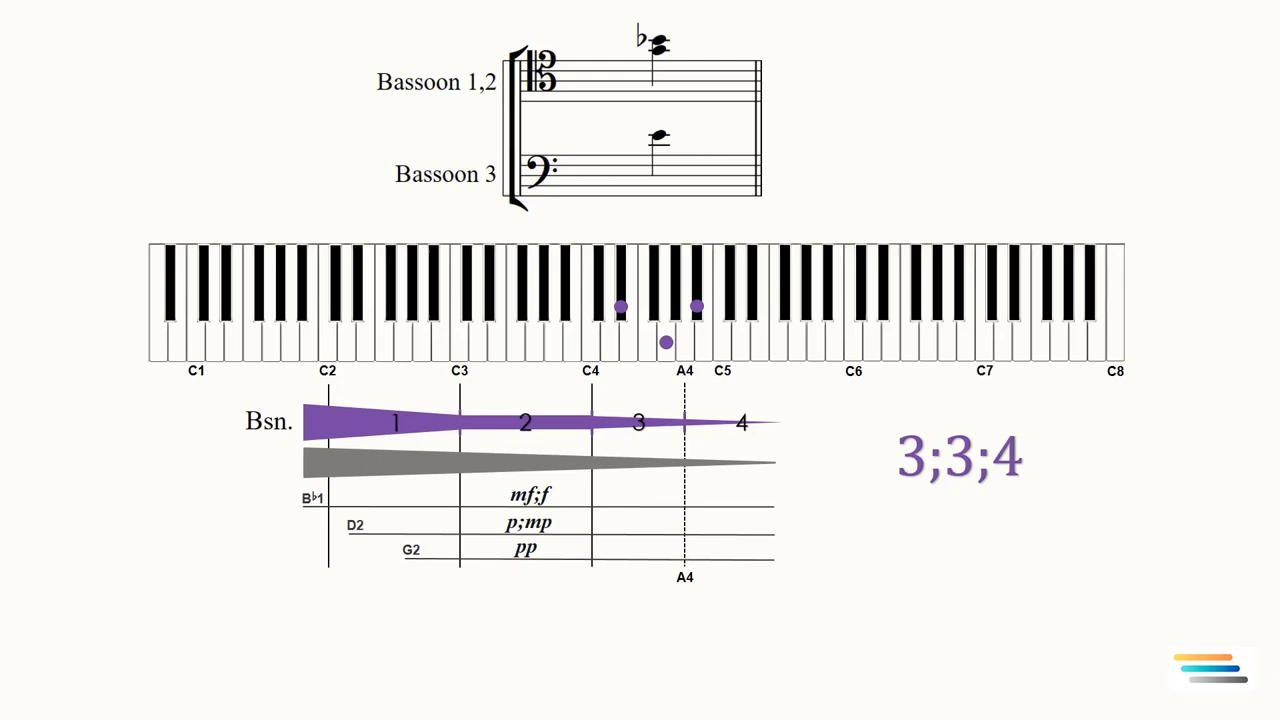 Bassoon 1,2
Bassoon 3
C1 C2 C3 C4 A4 C5 C6 C7 C8
Bsn. 1 2 3 4
3;3;4
B♭1 mf;f
D2 p;mp
G2 pp
A4